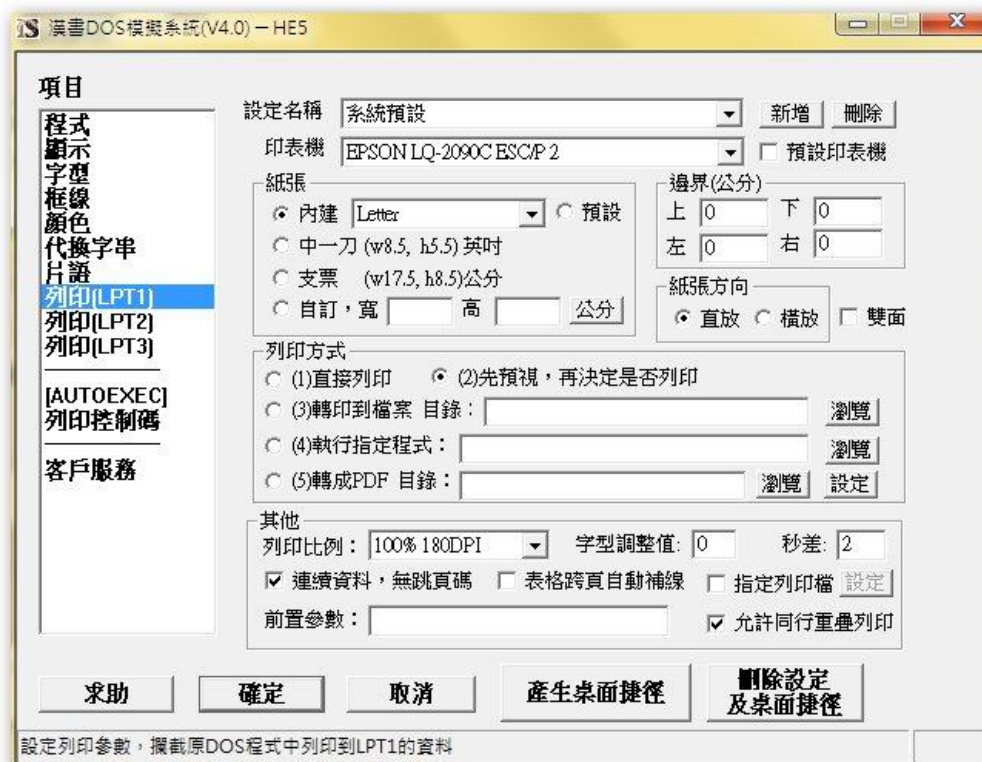 漢書DOS模擬系統(V4.0) － HE5
項目
程式
顯示
字型
框線
顏色
代換字串
片語
列印(LPT1)
列印(LPT2)
列印(LPT3)
[AUTOEXEC]
列印控制碼
客戶服務
設定名稱 系統預設 新增 刪除
印表機 EPSON LQ-2090C ESC/P 2 預設印表機
紙張
內建 Letter 預設
中一刀 (w8.5, h5.5) 英吋
支票 (w17.5, h8.5)公分
自訂，寬 高 公分
邊界(公分)
上 0 下 0
左 0 右 0
紙張方向
直放 橫放 雙面
列印方式
(1)直接列印 (2)先預視，再決定是否列印
(3)轉印到檔案 目錄： 瀏覽
(4)執行指定程式： 瀏覽
(5)轉成PDF 目錄： 瀏覽 設定
其他
列印比例： 100% 180DPI 字型調整值: 0 秒差: 2
連續資料，無跳頁碼 表格跨頁自動補線 指定列印檔 設定
前置參數： 允許同行重疊列印
求助 確定 取消 產生桌面捷徑 刪除設定
及桌面捷徑
設定列印參數，攔截原DOS程式中列印到LPT1的資料